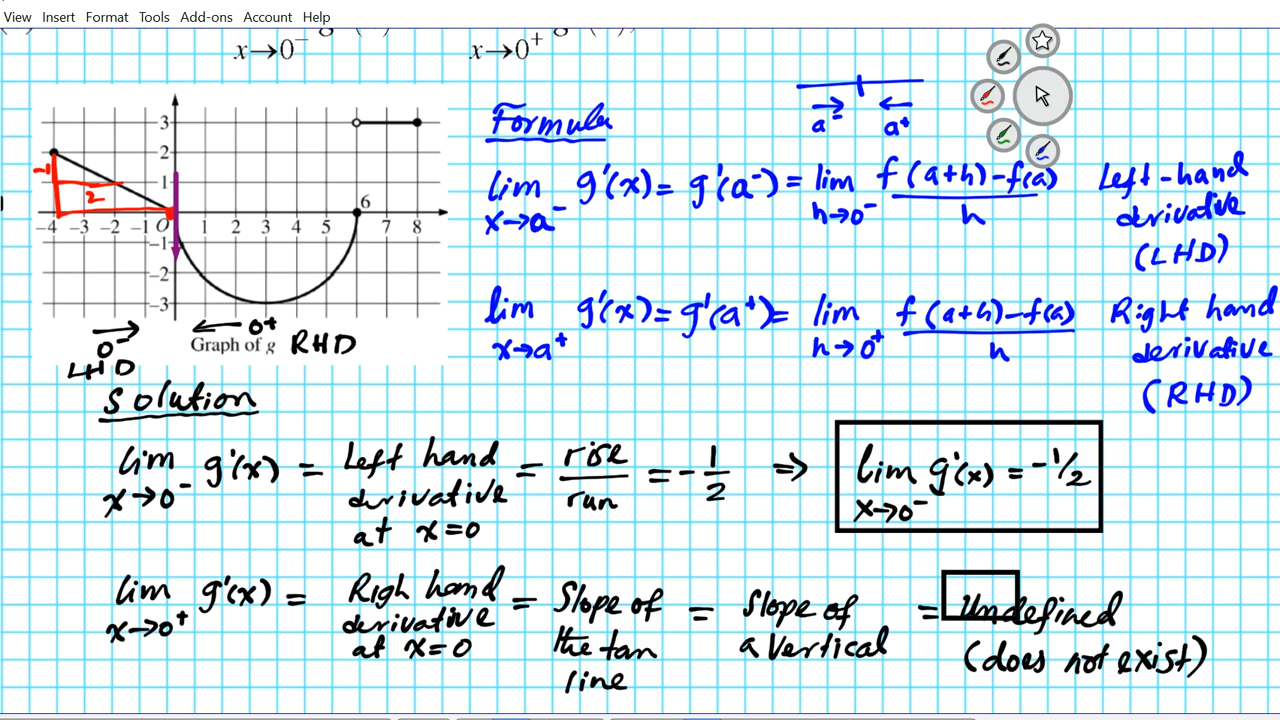 View Insert Format Tools Add-ons Account Help
x→0⁻ x→0⁺
3
2
1
-4 -3 -2 -1 O 1 2 3 4 5 6 7 8
-1
-2
-3
-1
2
0⁻
LHD
0⁺
Graph of g RHD
a⁻ a⁺
Formula
lim x→a⁻ g'(x) = g'(a⁻) = lim h→0⁻ f(a+h)-f(a) / h Left-hand derivative (LHD)
lim x→a⁺ g'(x) = g'(a⁺) = lim h→0⁺ f(a+h)-f(a) / h Right hand derivative (RHD)
Solution
lim x→0⁻ g'(x) = Left hand derivative at x=0 = rise / run = -1/2 ⇒ lim x→0⁻ g'(x) = -1/2
lim x→0⁺ g'(x) = Righ hand derivative at x=0 = Slope of the tan line = Slope of a vertical = Undefined (does not exist)